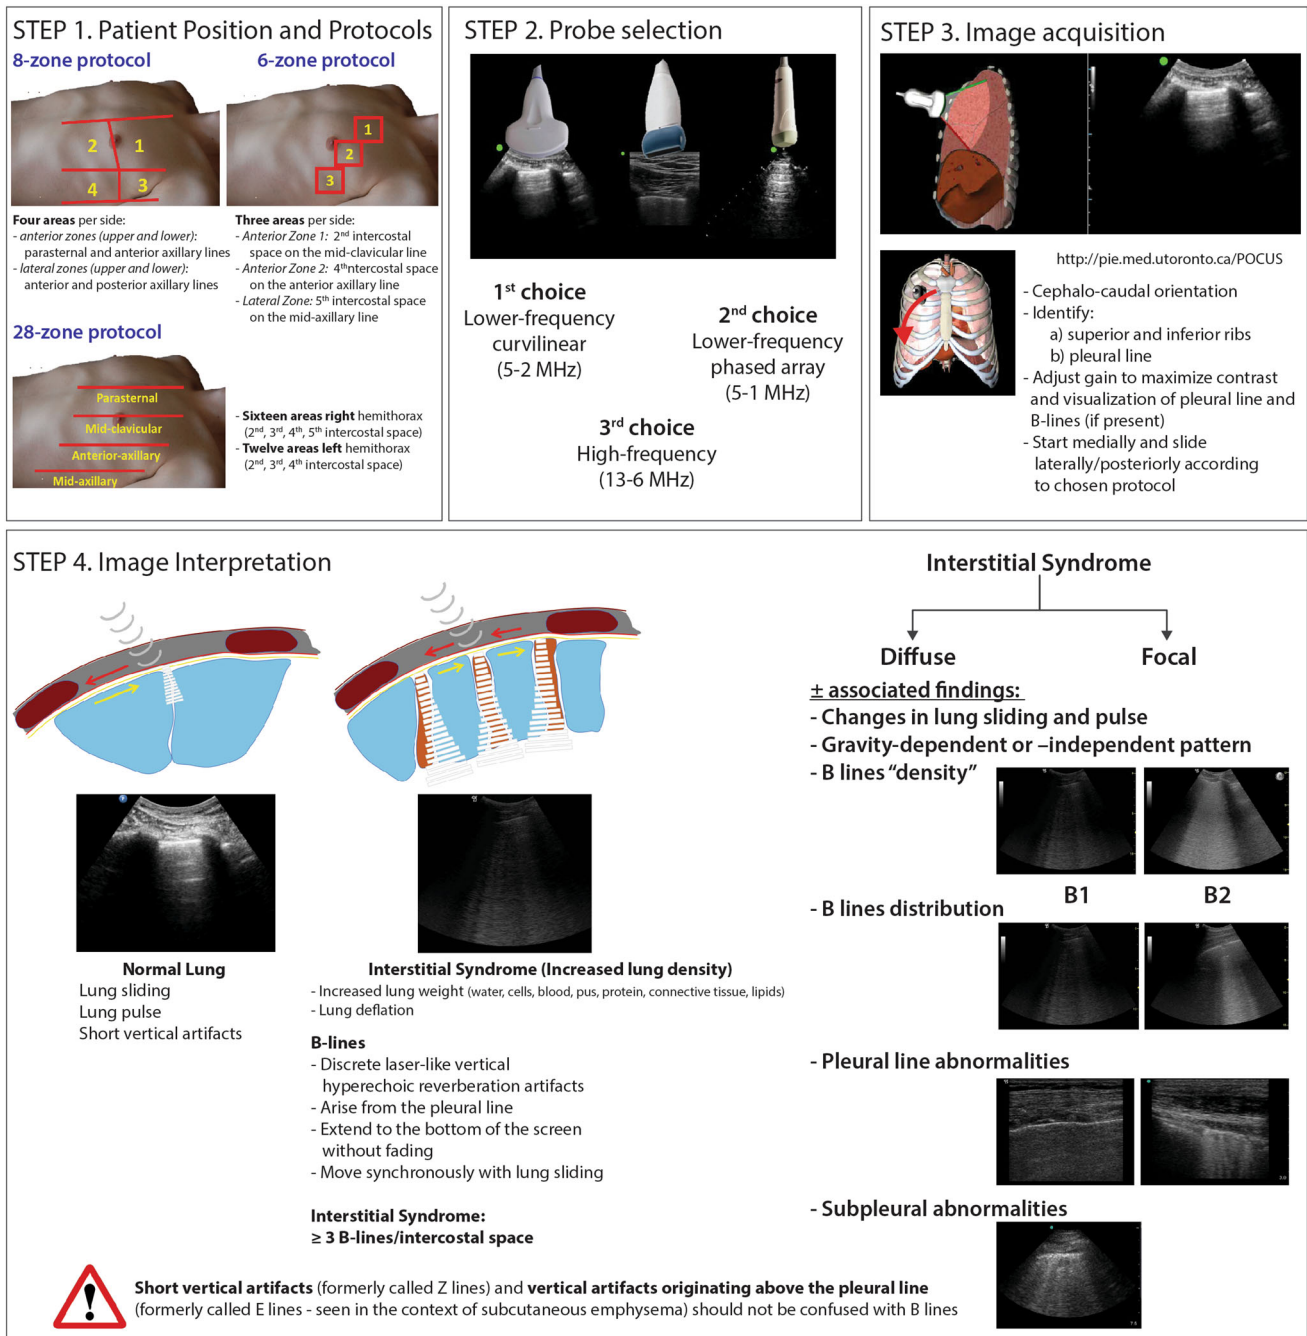 STEP 1. Patient Position and Protocols
8-zone protocol
6-zone protocol
2
1
4
3
1
2
3
Four areas per side:
- anterior zones (upper and lower):
parasternal and anterior axillary lines
- lateral zones (upper and lower):
anterior and posterior axillary lines
Three areas per side:
- Anterior Zone 1: 2nd intercostal
space on the mid-clavicular line
- Anterior Zone 2: 4thntercostal space
on the anterior axillary line
- Lateral Zone: 5th intercostal space
on the mid-axillary line
28-zone protocol
Parasternal
Mid-clavicular
Anterior-axillary
Mid-axillary
- Sixteen areas right hemithorax
(2nd, 3rd, 4th, 5th intercostal space)
- Twelve areas left hemithorax
(2nd, 3rd, 4th intercostal space)
STEP 2. Probe selection
1st choice
Lower-frequency
curvilinear
(5-2 MHz)
2nd choice
Lower-frequency
phased array
(5-1 MHz)
3rd choice
High-frequency
(13-6 MHz)
STEP 3. Image acquisition
http://pie.med.utoronto.ca/POCUS
- Cephalo-caudal orientation
- Identify:
a) superior and inferior ribs
b) pleural line
- Adjust gain to maximize contrast
and visualization of pleural line and
B-lines (if present)
- Start medially and slide
laterally/posteriorly according
to chosen protocol
STEP 4. Image Interpretation
Normal Lung
Lung sliding
Lung pulse
Short vertical artifacts
Interstitial Syndrome (Increased lung density)
- Increased lung weight (water, cells, blood, pus, protein, connective tissue, lipids)
- Lung deflation
B-lines
- Discrete laser-like vertical
hyperechoic reverberation artifacts
- Arise from the pleural line
- Extend to the bottom of the screen
without fading
- Move synchronously with lung sliding
Interstitial Syndrome:
≥ 3 B-lines/intercostal space
Interstitial Syndrome
Diffuse
Focal
± associated findings:
- Changes in lung sliding and pulse
- Gravity-dependent or –independent pattern
- B lines “density”
B1
B2
- B lines distribution
- Pleural line abnormalities
- Subpleural abnormalities
!
Short vertical artifacts (formerly called Z lines) and vertical artifacts originating above the pleural line
(formerly called E lines - seen in the context of subcutaneous emphysema) should not be confused with B lines